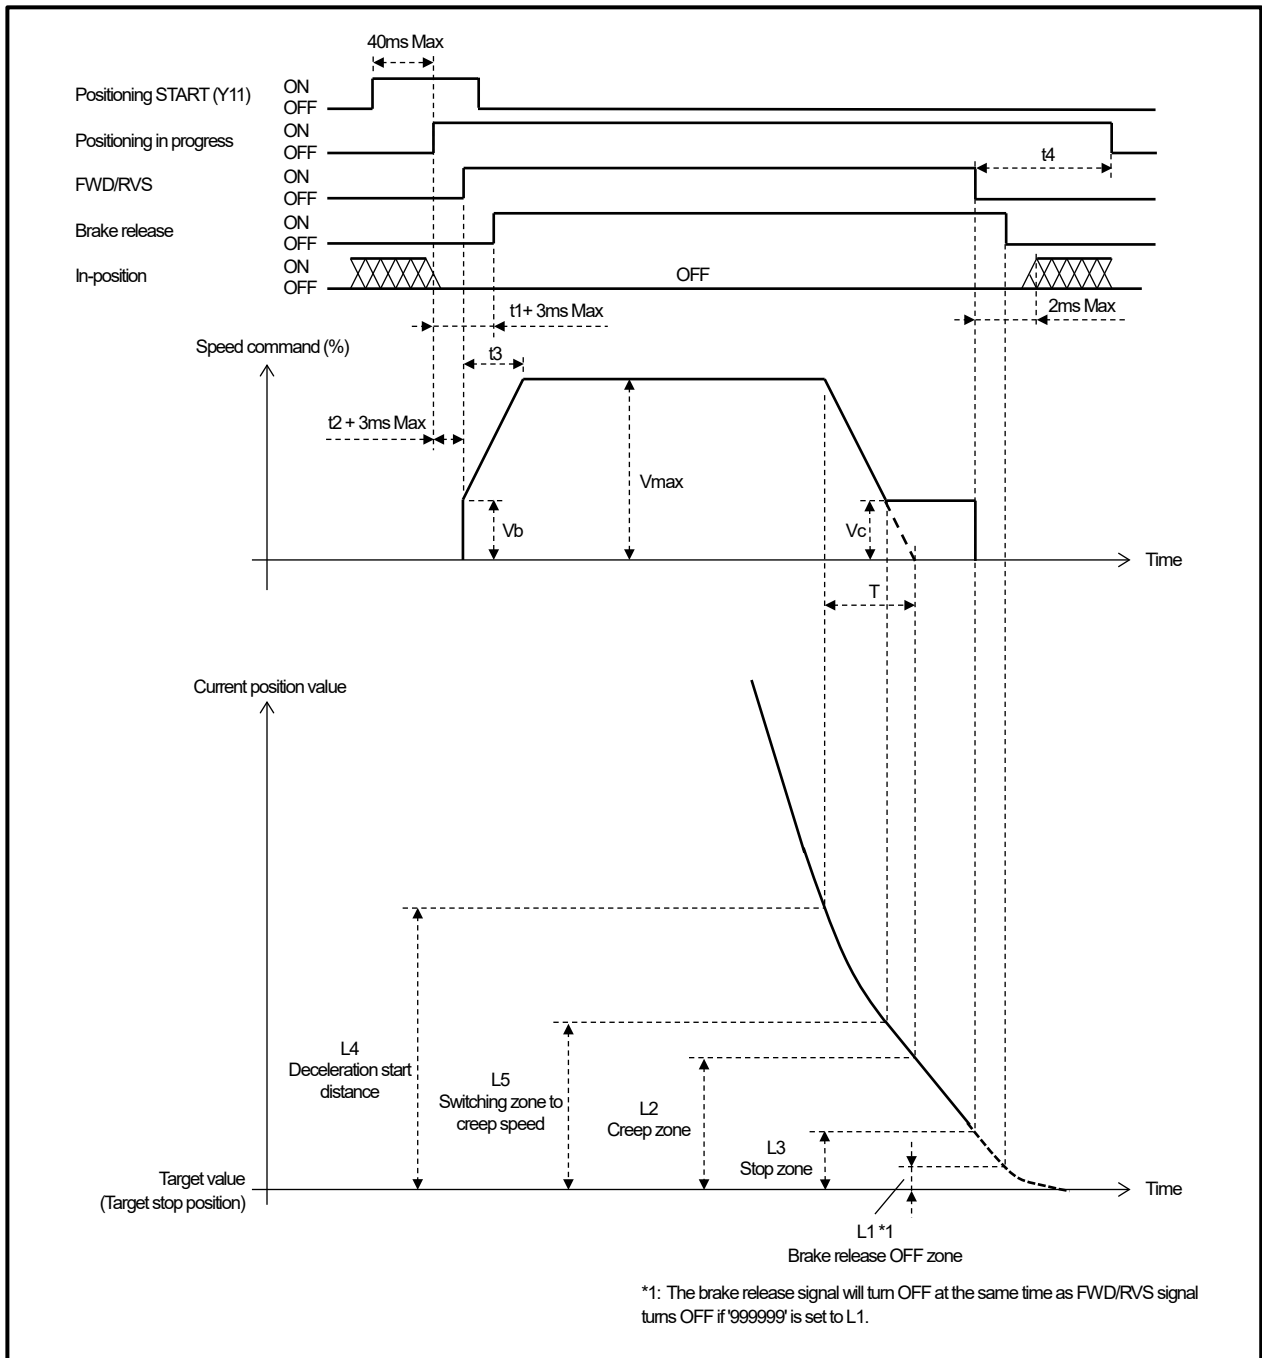 40ms Max
Positioning START (Y11)
ON
OFF
Positioning in progress
ON
OFF
t4
FWD/RVS
ON
OFF
Brake release
ON
OFF
In-position
ON
OFF
OFF
t1+ 3ms Max
2ms Max
Speed command (%)
t3
t2 + 3ms Max
Vmax
Vb
Vc
Time
T
Current position value
L4
Deceleration start
distance
L5
Switching zone to
creep speed
L2
Creep zone
L3
Stop zone
Target value
(Target stop position)
Time
L1 *1
Brake release OFF zone
*1: The brake release signal will turn OFF at the same time as FWD/RVS signal
turns OFF if '999999' is set to L1.